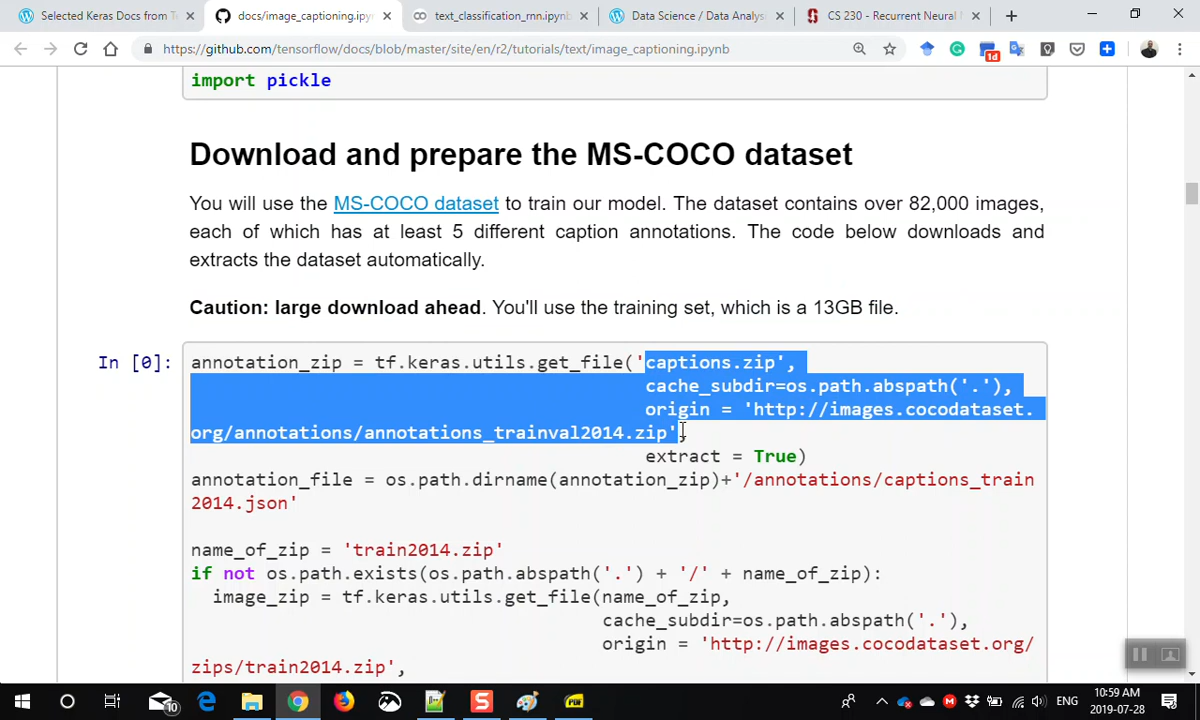 Selected Keras Docs from Te
docs/image_captioning.ipyn
text_classification_rnn.ipynb
Data Science / Data Analysi
CS 230 - Recurrent Neural N
https://github.com/tensorflow/docs/blob/master/site/en/r2/tutorials/text/image_captioning.ipynb
1d
import pickle
Download and prepare the MS-COCO dataset
You will use the MS-COCO dataset to train our model. The dataset contains over 82,000 images,
each of which has at least 5 different caption annotations. The code below downloads and
extracts the dataset automatically.
Caution: large download ahead. You'll use the training set, which is a 13GB file.
In [0]:
annotation_zip = tf.keras.utils.get_file('captions.zip',
cache_subdir=os.path.abspath('.'),
origin = 'http://images.cocodataset.
org/annotations/annotations_trainval2014.zip',
extract = True)
annotation_file = os.path.dirname(annotation_zip)+'/annotations/captions_train
2014.json'
name_of_zip = 'train2014.zip'
if not os.path.exists(os.path.abspath('.') + '/' + name_of_zip):
image_zip = tf.keras.utils.get_file(name_of_zip,
cache_subdir=os.path.abspath('.'),
origin = 'http://images.cocodataset.org/
zips/train2014.zip',
10
ENG
10:59 AM
2019-07-28